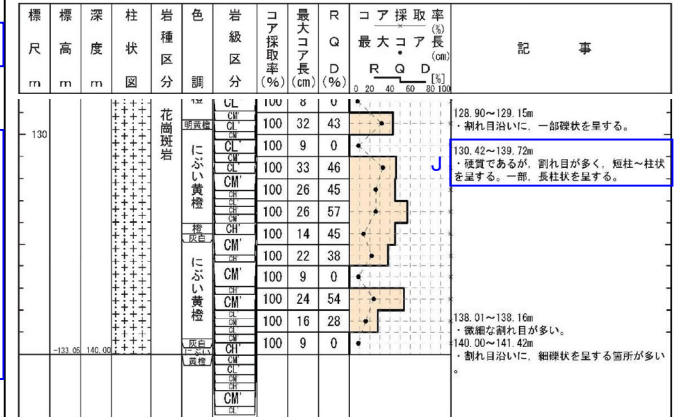 標 標 深 柱 岩 色 岩 コ 最 R コ ア 採 取 率
尺 高 度 状 種 調 級 ア 大 Q (%)
m m m 図 区 区 採 コ D 最 大 コ ア 長
分 分 取 ア (%) (cm)
率 長 R Q D
(%) (cm) [%]
0 20 40 60 80 100
記 事
花崗斑岩
CL 100 8 0
CM'
明黄橙 CL' 100 32 43
128.90～129.15m
・割れ目沿いに、一部礫状を呈する。
130
CM'
CL' 100 9 0
にぶい黄橙
J
130.42～139.72m
・硬質であるが、割れ目が多く、短柱～柱状
を呈する。一部、長柱状を呈する。
CL' 100 33 46
CM' 100 26 45
CH'
CL'
CH 100 26 57
CM'
橙 CH' 100 14 45
灰白
CM' 100 22 38
CH'
にぶい黄橙
CM' 100 9 0
CH'
CM' 100 24 54
CL' 100 16 28
138.01～138.16m
・微細な割れ目が多い。
灰白 CH' 100 9 0
140.00～141.42m
・割れ目沿いに、細礫状を呈する箇所が多い
。
-133.05 140.00
にぶい
黄橙
CM'
CL'
CM'
CL'